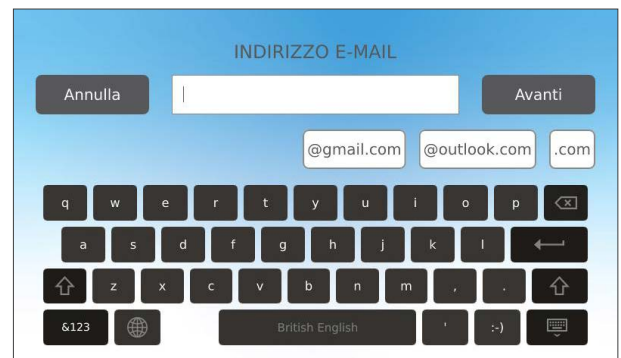 INDIRIZZO E-MAIL
Annulla Avanti
@gmail.com @outlook.com .com
q w e r t y u i o p
a s d f g h j k l
z x c v b n m , .
&123 British English ' :-)